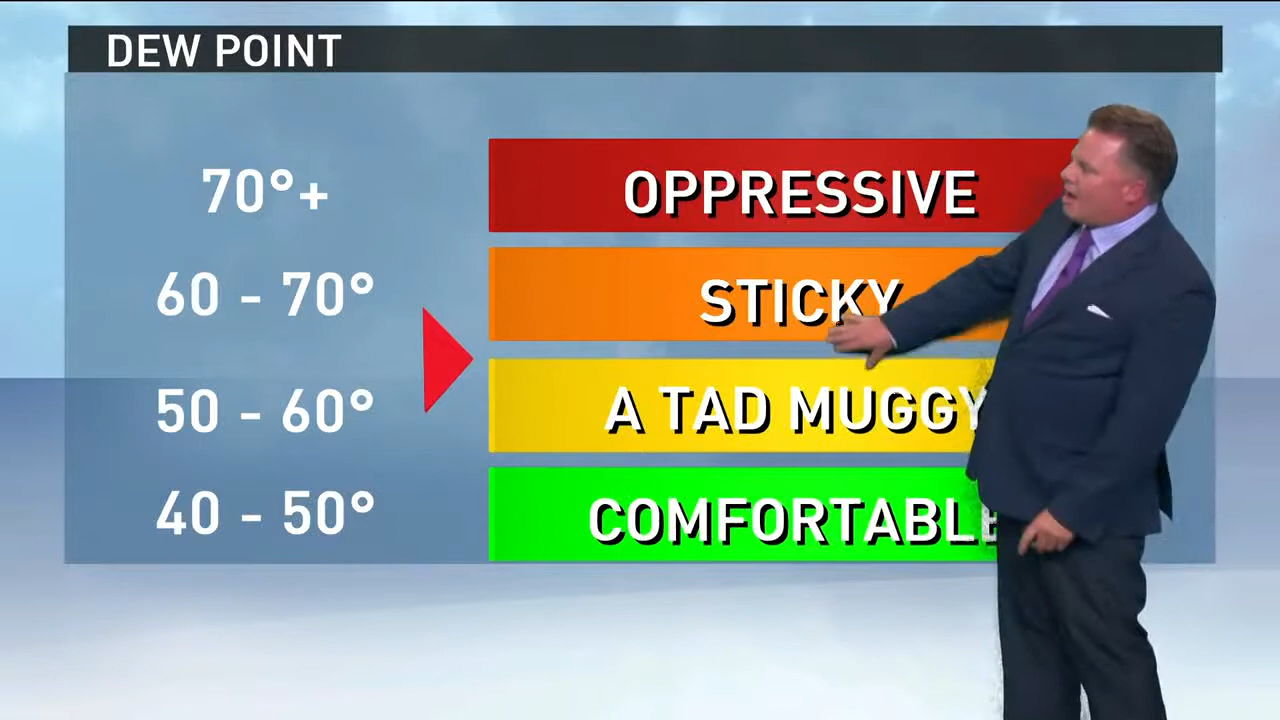 DEW POINT
70°+ OPPRESSIVE
60 - 70° STICKY
50 - 60° A TAD MUGGY
40 - 50° COMFORTABLE